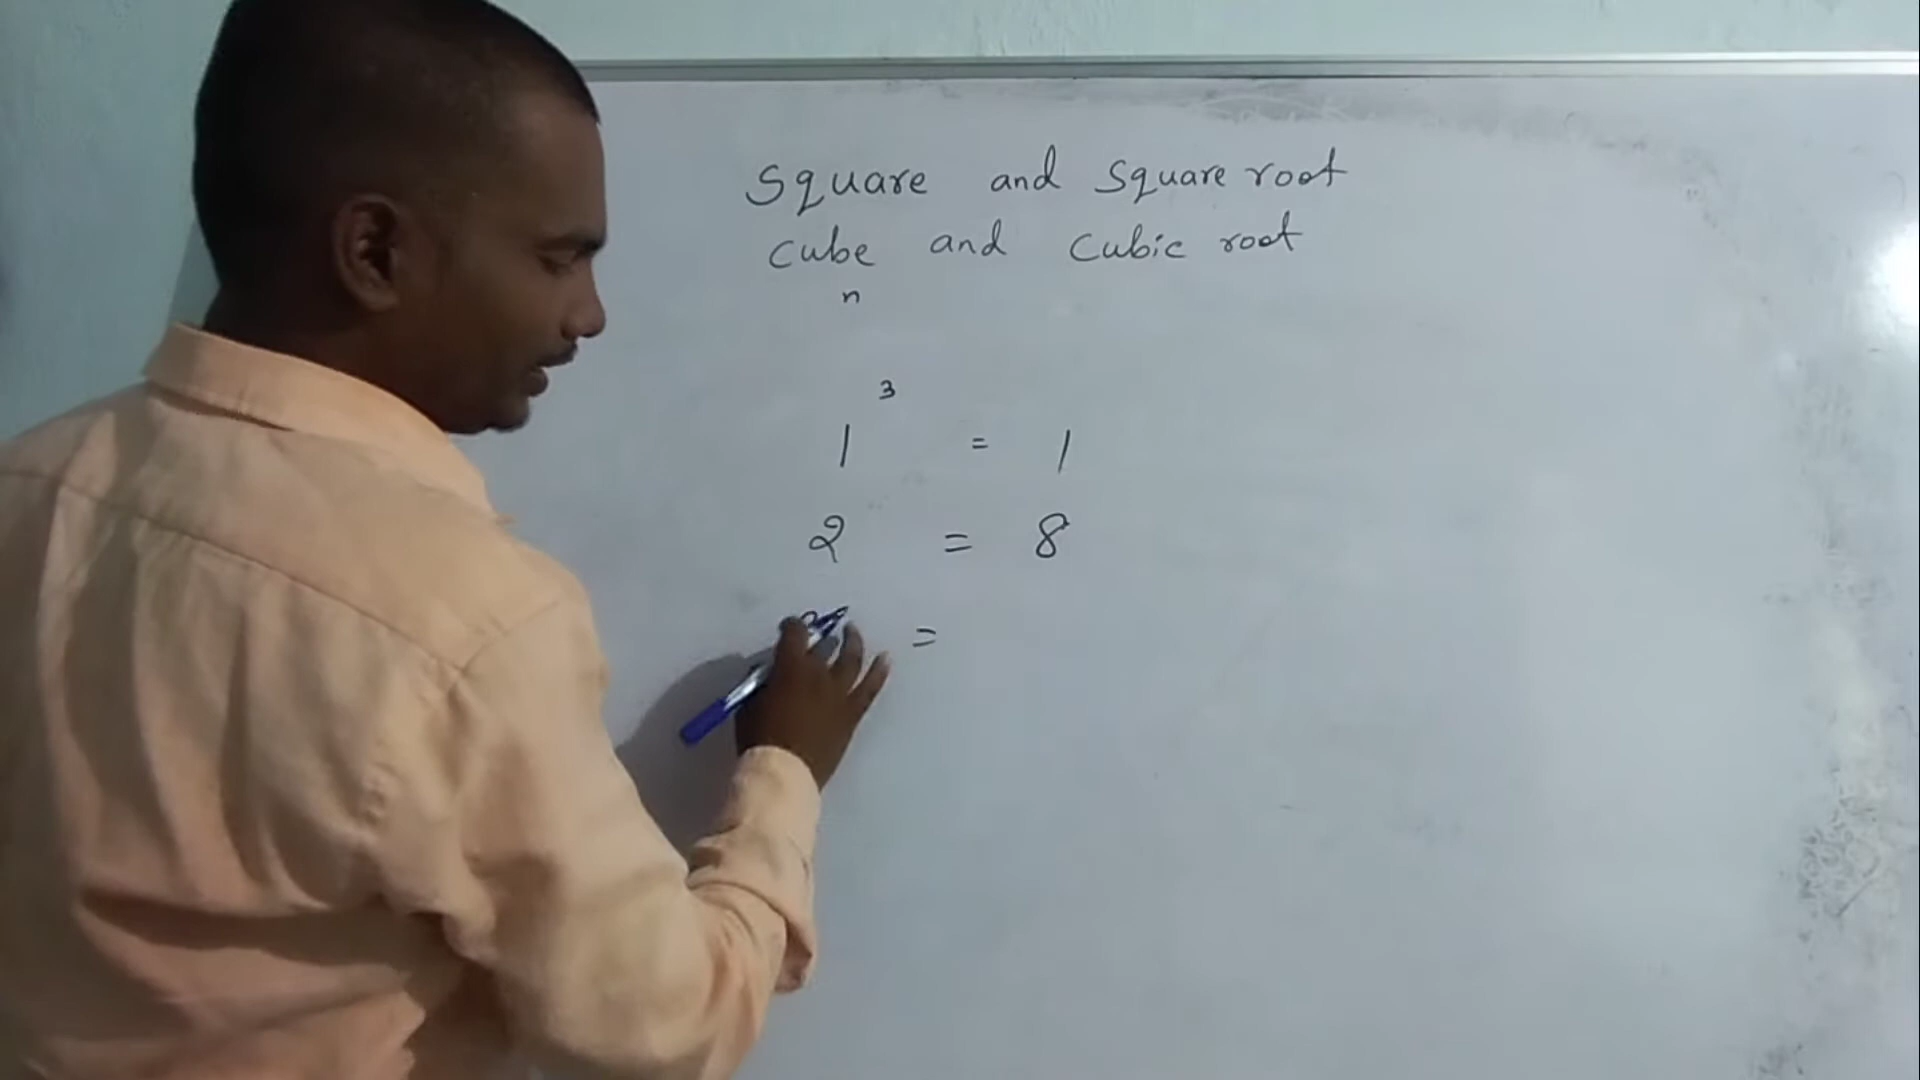 Square and Square root
Cube and Cubic root
n
3
1 = 1
2 = 8
=